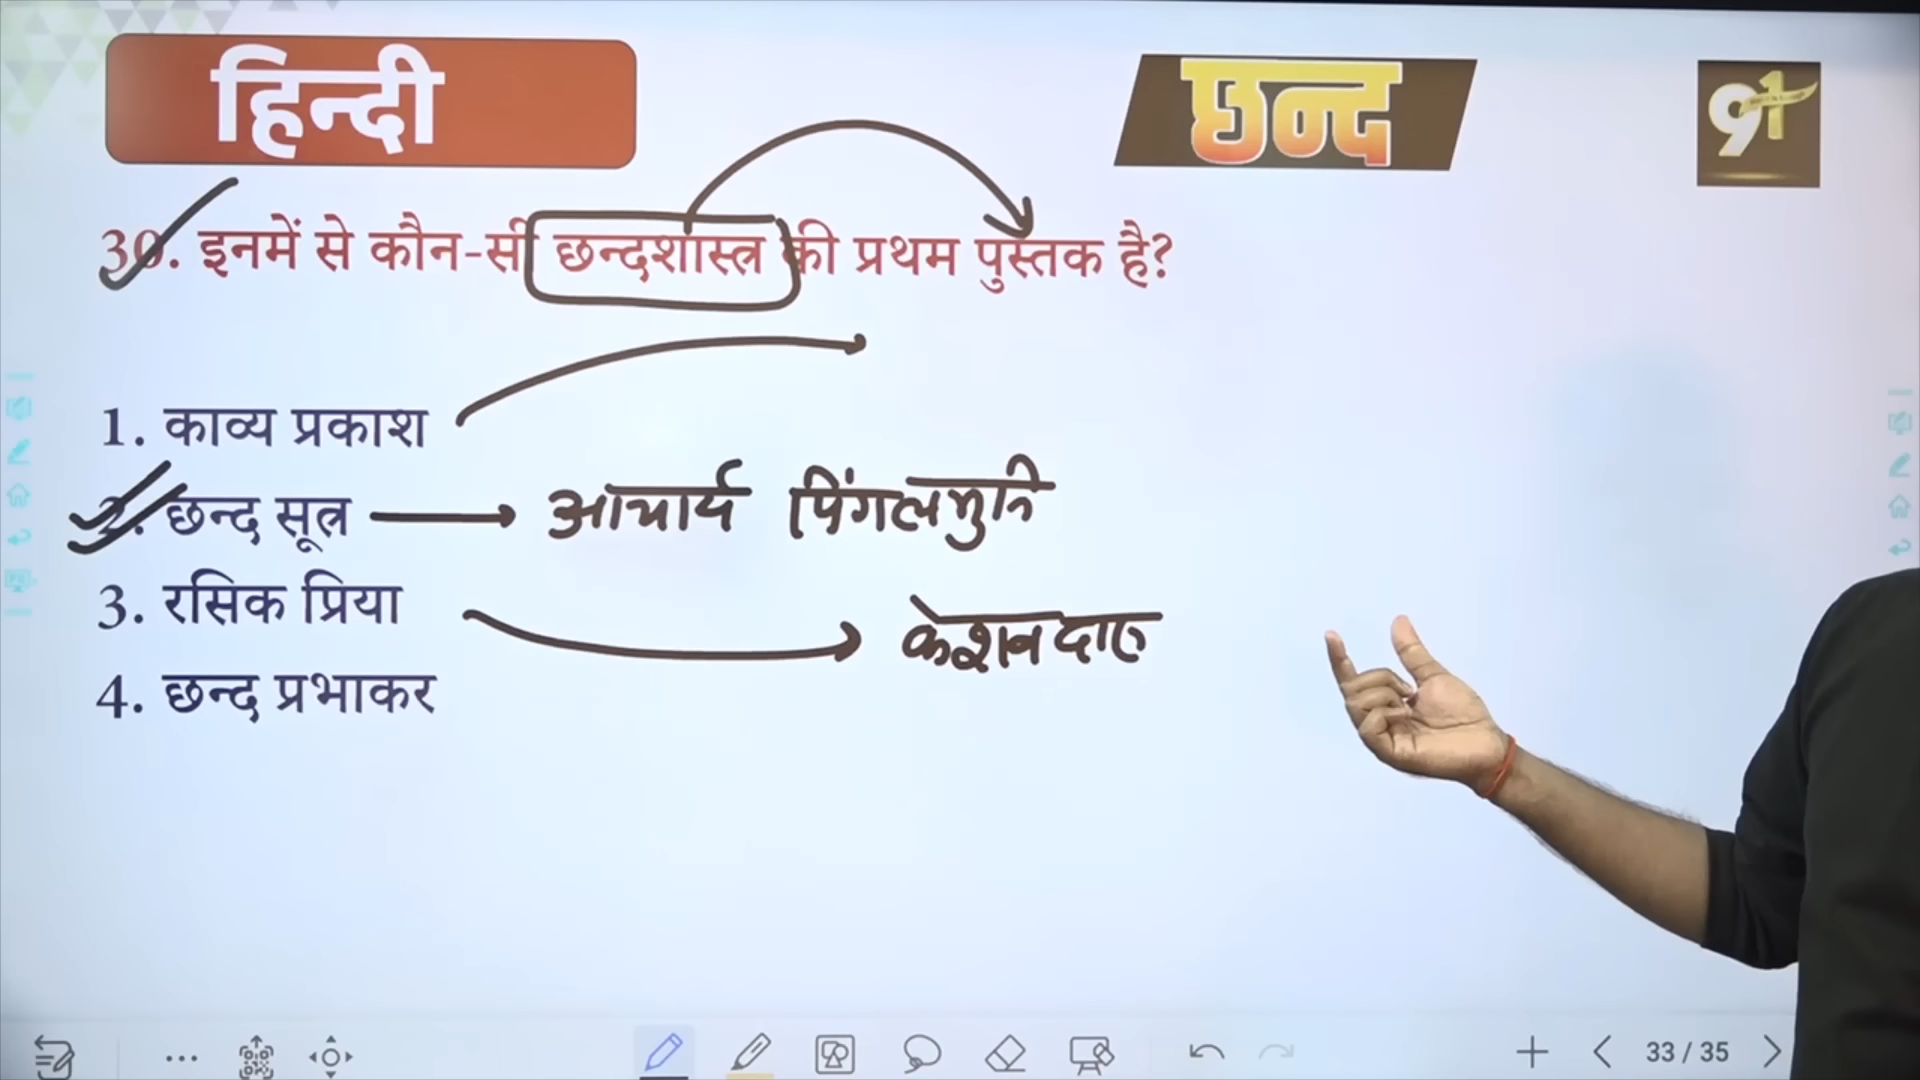 हिन्दी
छन्द
91
30. इनमें से कौन-सी छन्दशास्त्र की प्रथम पुस्तक है?
1. काव्य प्रकाश
2. छन्द सूत्र → आचार्य पिंगलमुनि
3. रसिक प्रिया → केशवदास
4. छन्द प्रभाकर
33 / 35